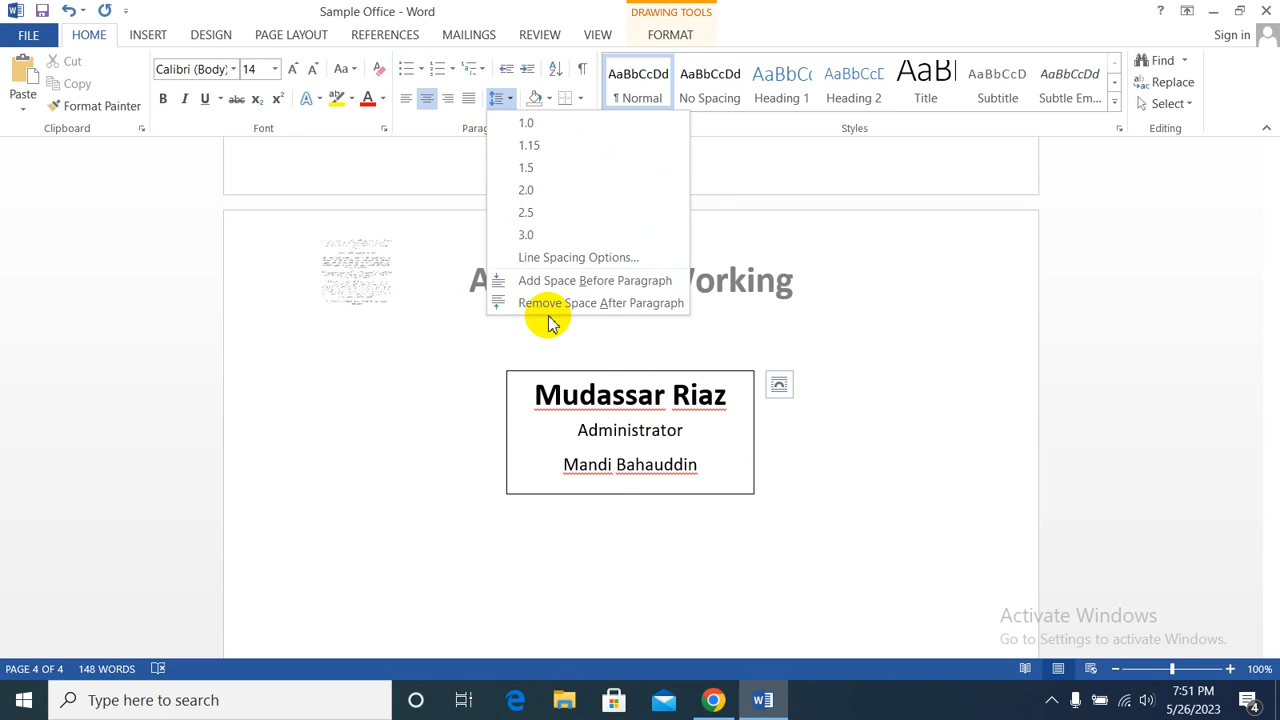 Sample Office - Word
DRAWING TOOLS
?
FILE
HOME
INSERT
DESIGN
PAGE LAYOUT
REFERENCES
MAILINGS
REVIEW
VIEW
FORMAT
Sign in
Paste
Cut
Copy
Format Painter
Clipboard
Calibri (Body)
14
Font
AaBbCcDd
¶ Normal
AaBbCcDd
No Spacing
AaBbCc
Heading 1
AaBbCcD
Heading 2
AaBbl
Title
AaBbCcDd
Subtitle
AaBbCcDd
Subtle Em...
Styles
Find
Replace
Select
Editing
1.0
1.15
1.5
2.0
2.5
3.0
Line Spacing Options...
Add Space Before Paragraph
Remove Space After Paragraph
Mudassar Riaz
Administrator
Mandi Bahauddin
Activate Windows
Go to Settings to activate Windows.
PAGE 4 OF 4
148 WORDS
100%
Type here to search
7:51 PM
5/26/2023
4